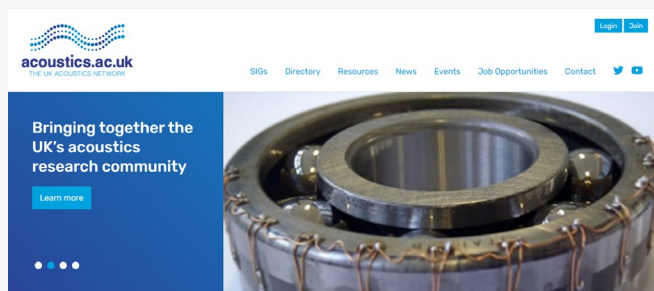 Login Join
acoustics.ac.uk
THE UK ACOUSTICS NETWORK
SIGs Directory Resources News Events Job Opportunities Contact
Bringing together the
UK's acoustics
research community
Learn more